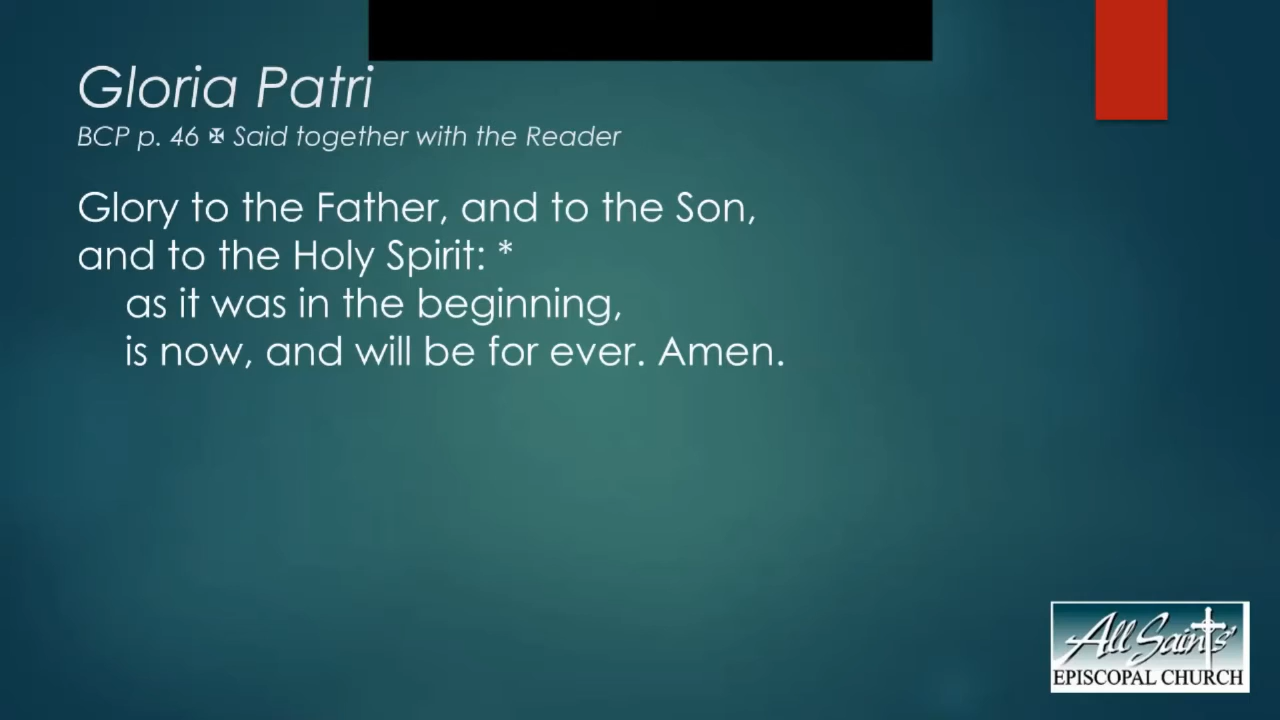 Gloria Patri
BCP p. 46 ✠ Said together with the Reader
Glory to the Father, and to the Son,
and to the Holy Spirit: *
as it was in the beginning,
is now, and will be for ever. Amen.
All Saints'
EPISCOPAL CHURCH